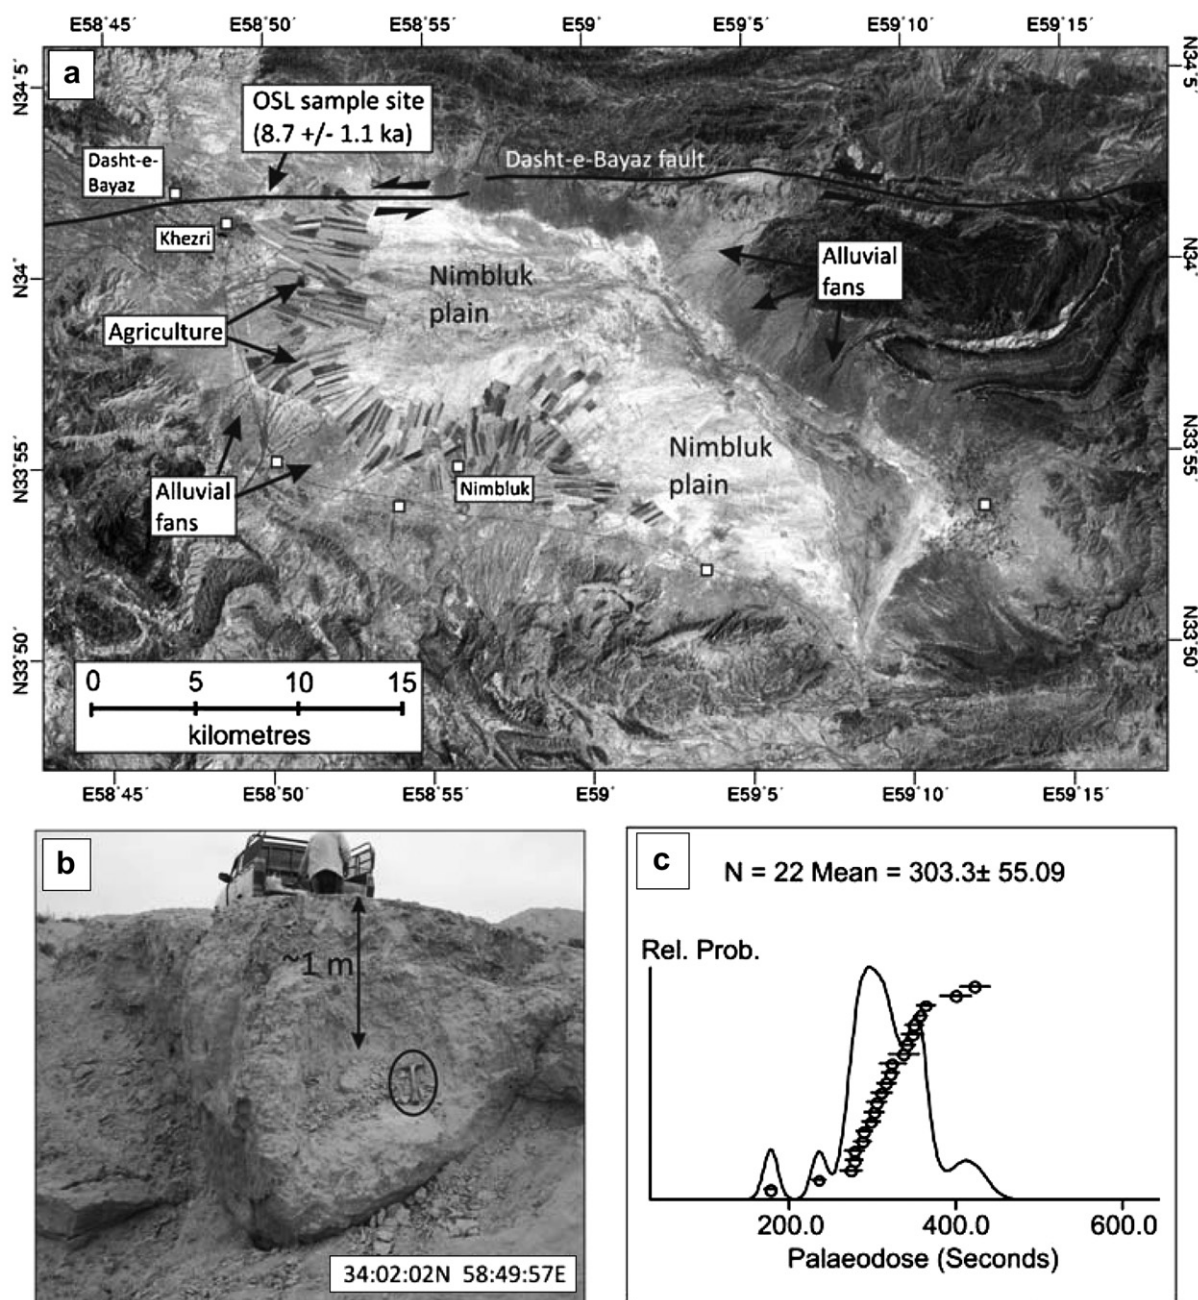 E58˚45´ E58˚50´ E58˚55´ E59´ E59˚5´ E59˚10´ E59˚15´
a
N34˚5´
N34˚5´
OSL sample site
(8.7 +/- 1.1 ka)
Dasht-e-
Bayaz
Dasht-e-Bayaz fault
Khezri
N34´
N34´
Nimbluk
plain
Alluvial
fans
Agriculture
N33˚55´
N33˚55´
Nimbluk
plain
Alluvial
fans
Nimbluk
N33˚50´
N33˚50´
0 5 10 15
kilometres
E58˚45´ E58˚50´ E58˚55´ E59´ E59˚5´ E59˚10´ E59˚15´
b
~1 m
34:02:02N 58:49:57E
c
N = 22 Mean = 303.3± 55.09
Rel. Prob.
200.0 400.0 600.0
Palaeodose (Seconds)